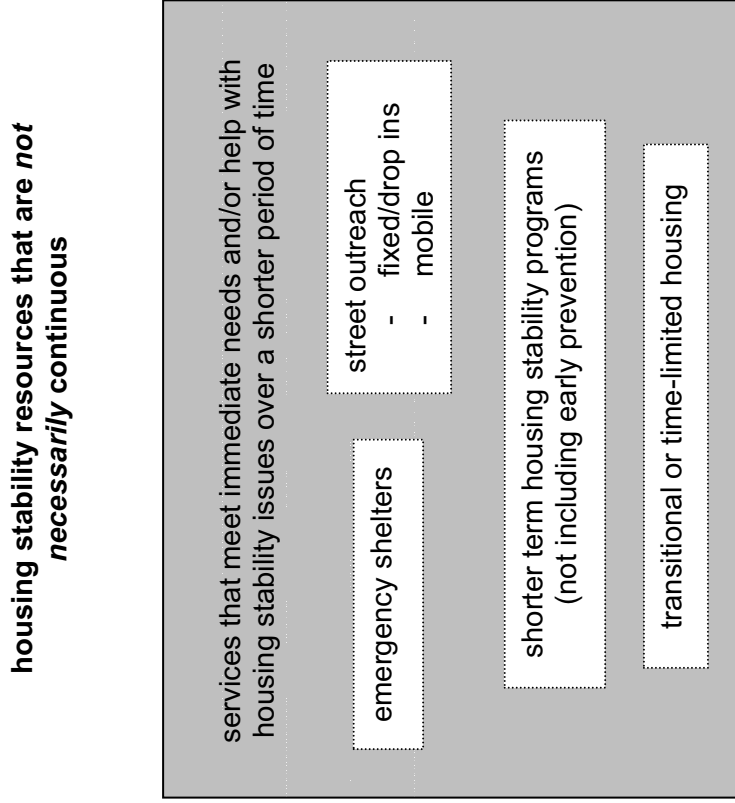 housing stability resources that are not
necessarily continuous
services that meet immediate needs and/or help with
housing stability issues over a shorter period of time
emergency shelters
street outreach
- fixed/drop ins
- mobile
shorter term housing stability programs
(not including early prevention)
transitional or time-limited housing